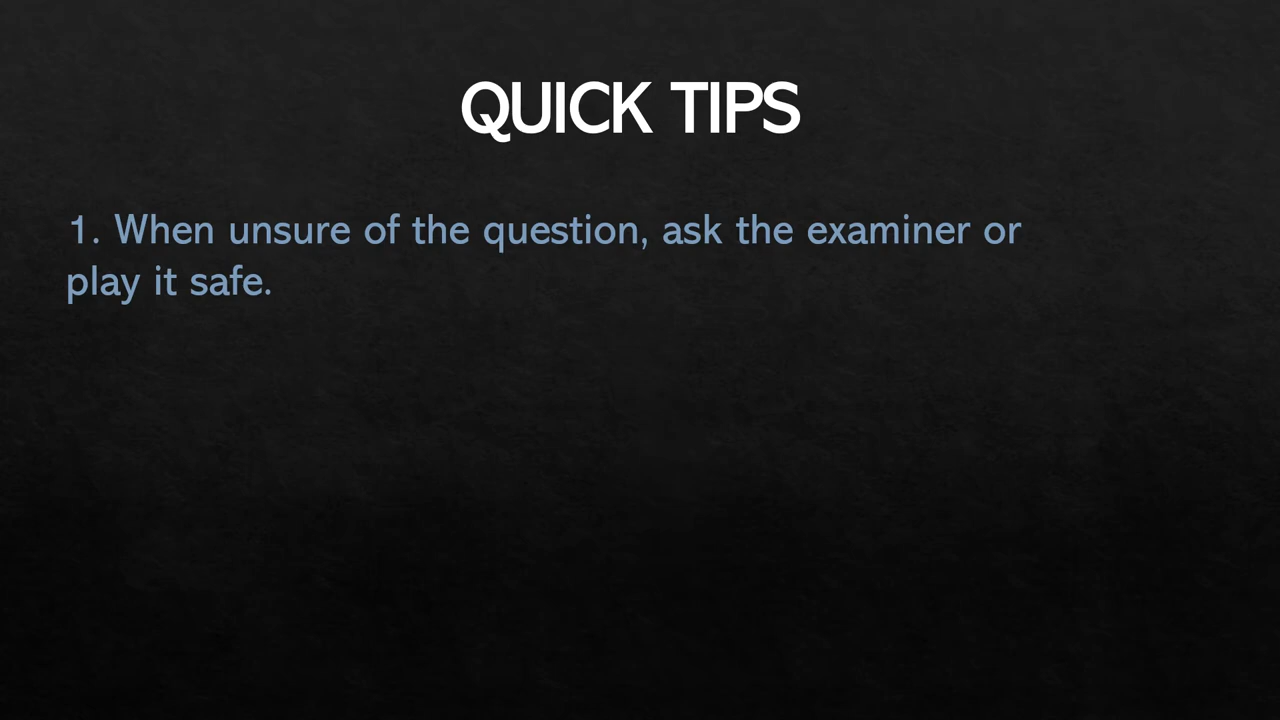 QUICK TIPS
1. When unsure of the question, ask the examiner or
play it safe.